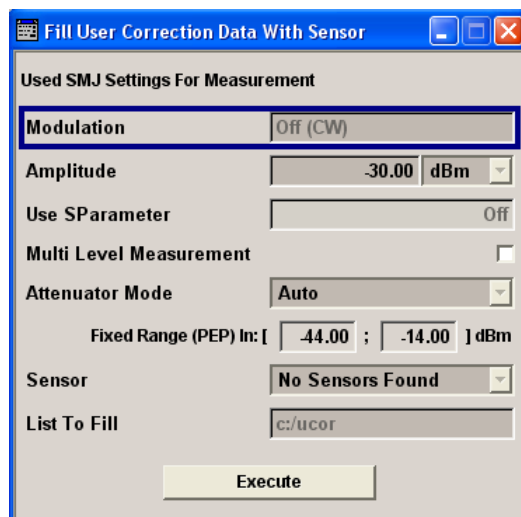 Fill User Correction Data With Sensor
Used SMJ Settings For Measurement
Modulation Off (CW)
Amplitude -30.00 dBm
Use SParameter Off
Multi Level Measurement
Attenuator Mode Auto
Fixed Range (PEP) In: [ -44.00 ; -14.00 ] dBm
Sensor No Sensors Found
List To Fill c:/ucor
Execute